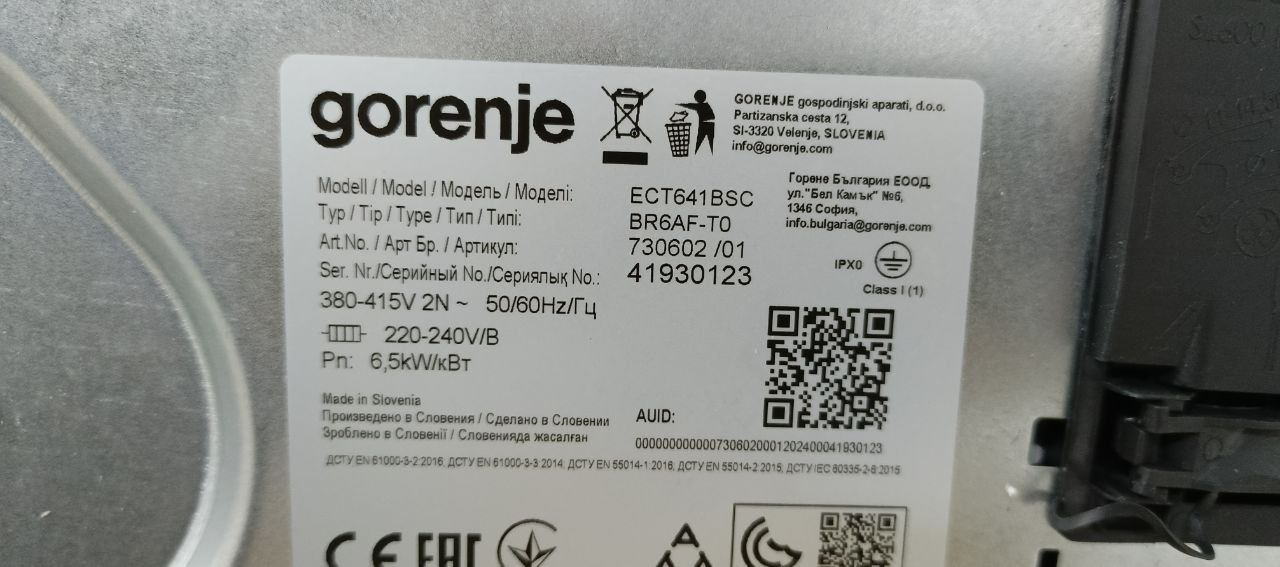 gorenje
GORENJE gospodinjski aparati, d.o.o.
Partizanska cesta 12,
SI-3320 Velenje, SLOVENIA
info@gorenje.com
Modell / Model / Модель / Моделі: ECT641BSC
Typ / Tip / Type / Тип / Типі: BR6AF-T0
Art.No. / Арт Бр. / Артикул: 730602 /01
Ser. Nr./Серийный No./Сериялық No.: 41930123
Горене България ЕООД,
ул."Бел Камък" №6,
1346 София,
info.bulgaria@gorenje.com
IPX0
Class I (1)
380-415V 2N ~ 50/60Hz/Гц
220-240V/В
Pn: 6,5kW/кВт
Made in Slovenia
Произведено в Словения / Сделано в Словении
Зроблено в Словенії / Словенияда жасалған
AUID:
000000000000730602000120240004193​0123
ДСТУ EN 61000-3-2:2016, ДСТУ EN 61000-3-3:2014, ДСТУ EN 55014-1:2016, ДСТУ EN 55014-2:2015, ДСТУ IEC 60335-2-6:2015
CE EAC